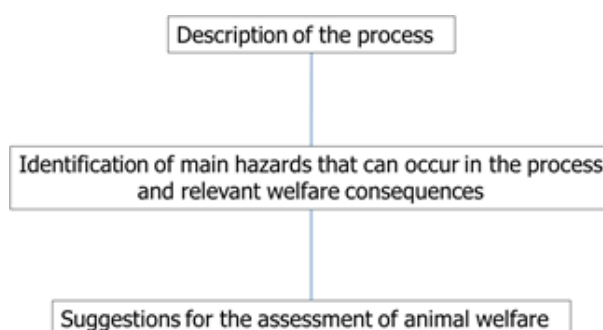 Description of the process
Identification of main hazards that can occur in the process
and relevant welfare consequences
Suggestions for the assessment of animal welfare